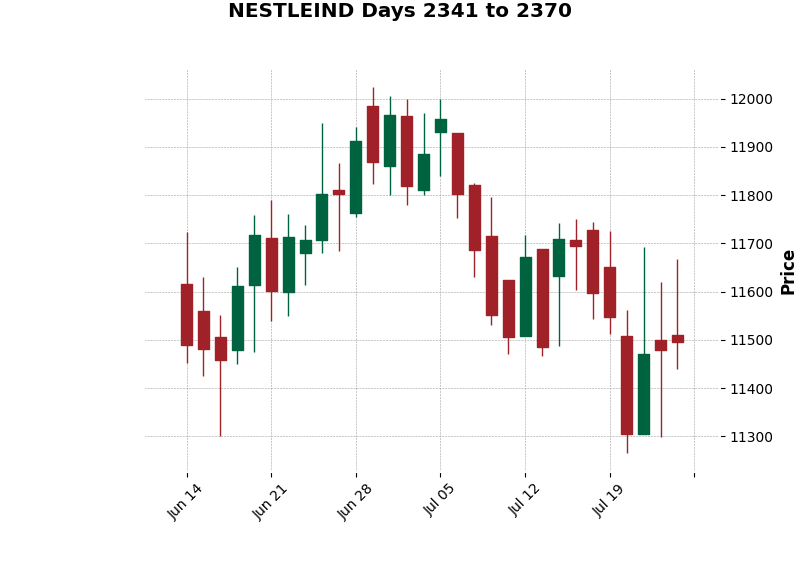 NESTLEIND Days 2341 to 2370
12000
11900
11800
11700
11600
11500
11400
11300
Price
Jun 14
Jun 21
Jun 28
Jul 05
Jul 12
Jul 19